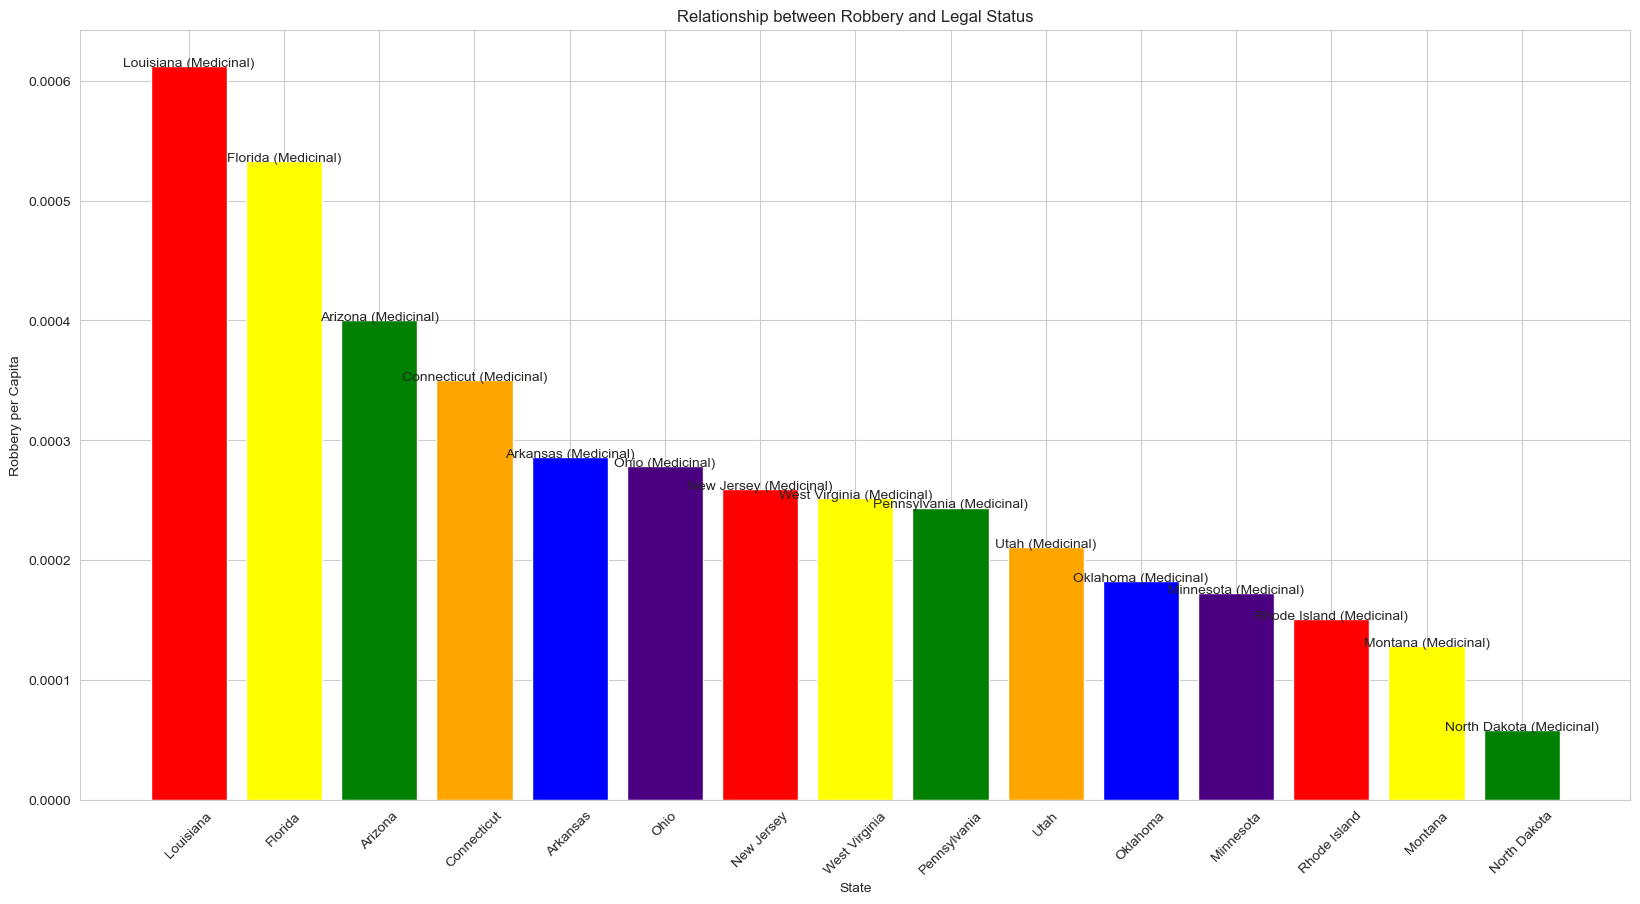 Relationship between Robbery and Legal Status
Robbery per Capita
0.0006
0.0005
0.0004
0.0003
0.0002
0.0001
0.0000
Louisiana (Medicinal)
Florida (Medicinal)
Arizona (Medicinal)
Connecticut (Medicinal)
Arkansas (Medicinal)
Ohio (Medicinal)
New Jersey (Medicinal)
West Virginia (Medicinal)
Pennsylvania (Medicinal)
Utah (Medicinal)
Oklahoma (Medicinal)
Minnesota (Medicinal)
Rhode Island (Medicinal)
Montana (Medicinal)
North Dakota (Medicinal)
Louisiana
Florida
Arizona
Connecticut
Arkansas
Ohio
New Jersey
West Virginia
Pennsylvania
Utah
Oklahoma
Minnesota
Rhode Island
Montana
North Dakota
State